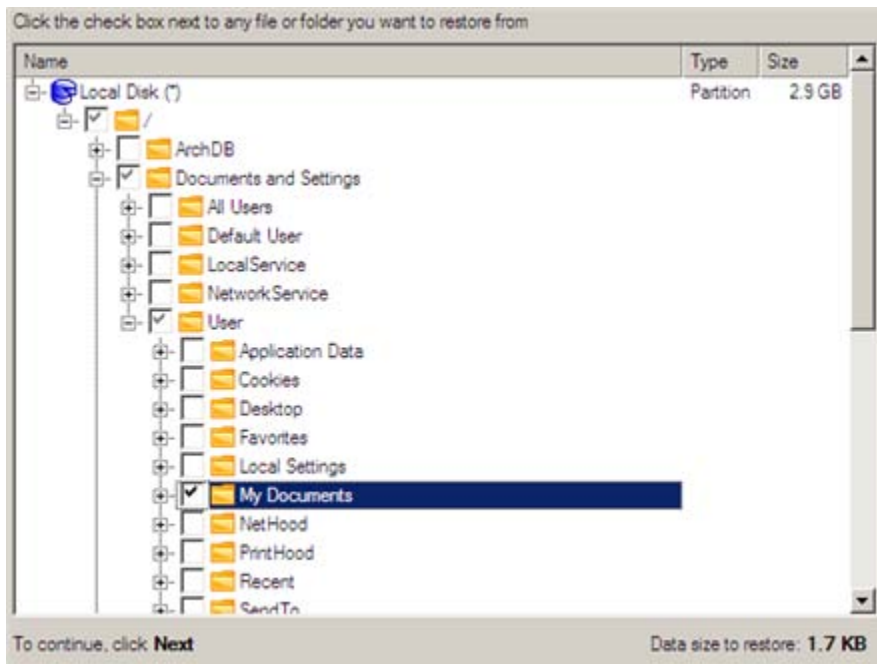 Click the check box next to any file or folder you want to restore from
Name Type Size
Local Disk (*) Partition 2.9 GB
/
ArchDB
Documents and Settings
All Users
Default User
LocalService
NetworkService
User
Application Data
Cookies
Desktop
Favorites
Local Settings
My Documents
NetHood
PrintHood
Recent
SendTo
To continue, click Next Data size to restore: 1.7 KB